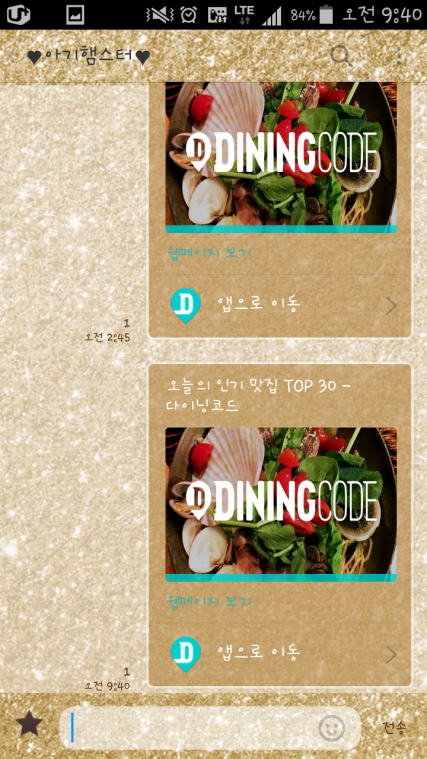 LTE 84% 오전 9:40
♥아기햄스터♥
D DININGCODE
웹페이지 보기
D 앱으로 이동
1
오전 2:45
오늘의 인기 맛집 TOP 30 -
다이닝코드
D DININGCODE
웹페이지 보기
D 앱으로 이동
1
오전 9:40
전송